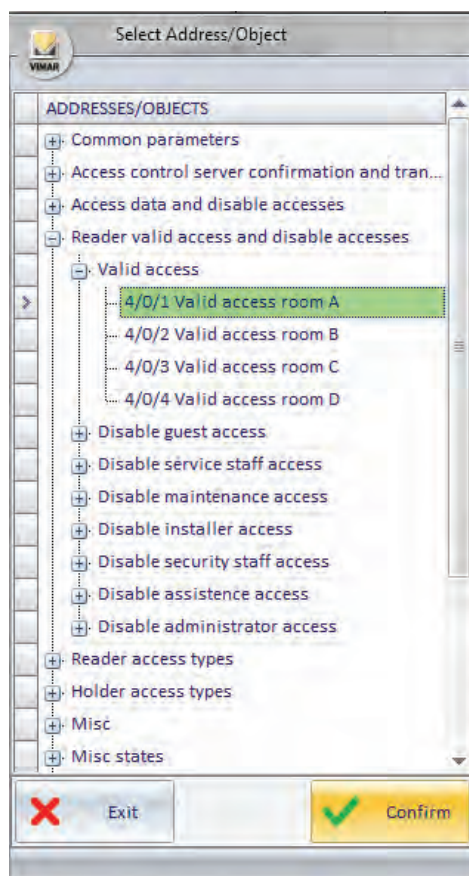 Select Address/Object
VIMAR
ADDRESSES/OBJECTS
Common parameters
Access control server confirmation and tran...
Access data and disable accesses
Reader valid access and disable accesses
Valid access
4/0/1 Valid access room A
4/0/2 Valid access room B
4/0/3 Valid access room C
4/0/4 Valid access room D
Disable guest access
Disable service staff access
Disable maintenance access
Disable installer access
Disable security staff access
Disable assistence access
Disable administrator access
Reader access types
Holder access types
Misc
Misc states
Exit Confirm